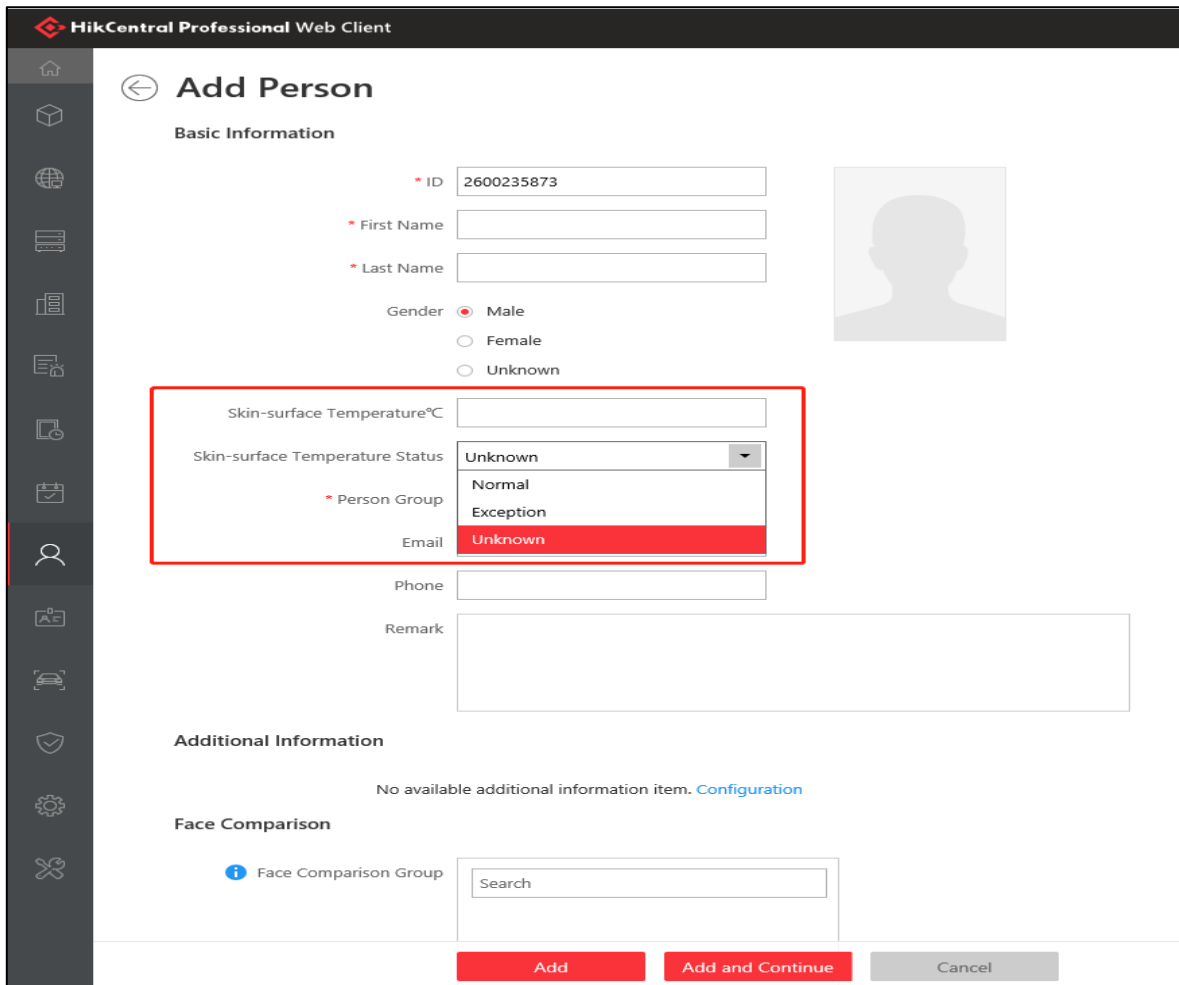 HikCentral Professional Web Client
Add Person
Basic Information
* ID 2600235873
* First Name
* Last Name
Gender Male
Female
Unknown
Skin-surface Temperature℃
Skin-surface Temperature Status Unknown
Normal
* Person Group
Exception
Email Unknown
Phone
Remark
Additional Information
No available additional information item. Configuration
Face Comparison
i Face Comparison Group
Search
Add Add and Continue Cancel